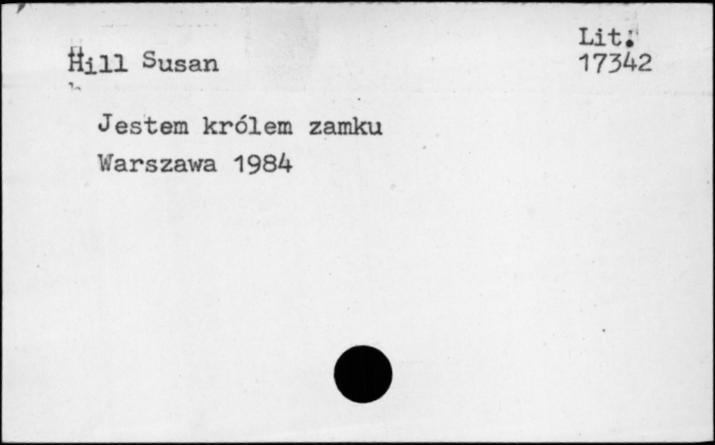 Lit:
Hill Susan
17342
Jestem królem zamku
Warszawa 1984